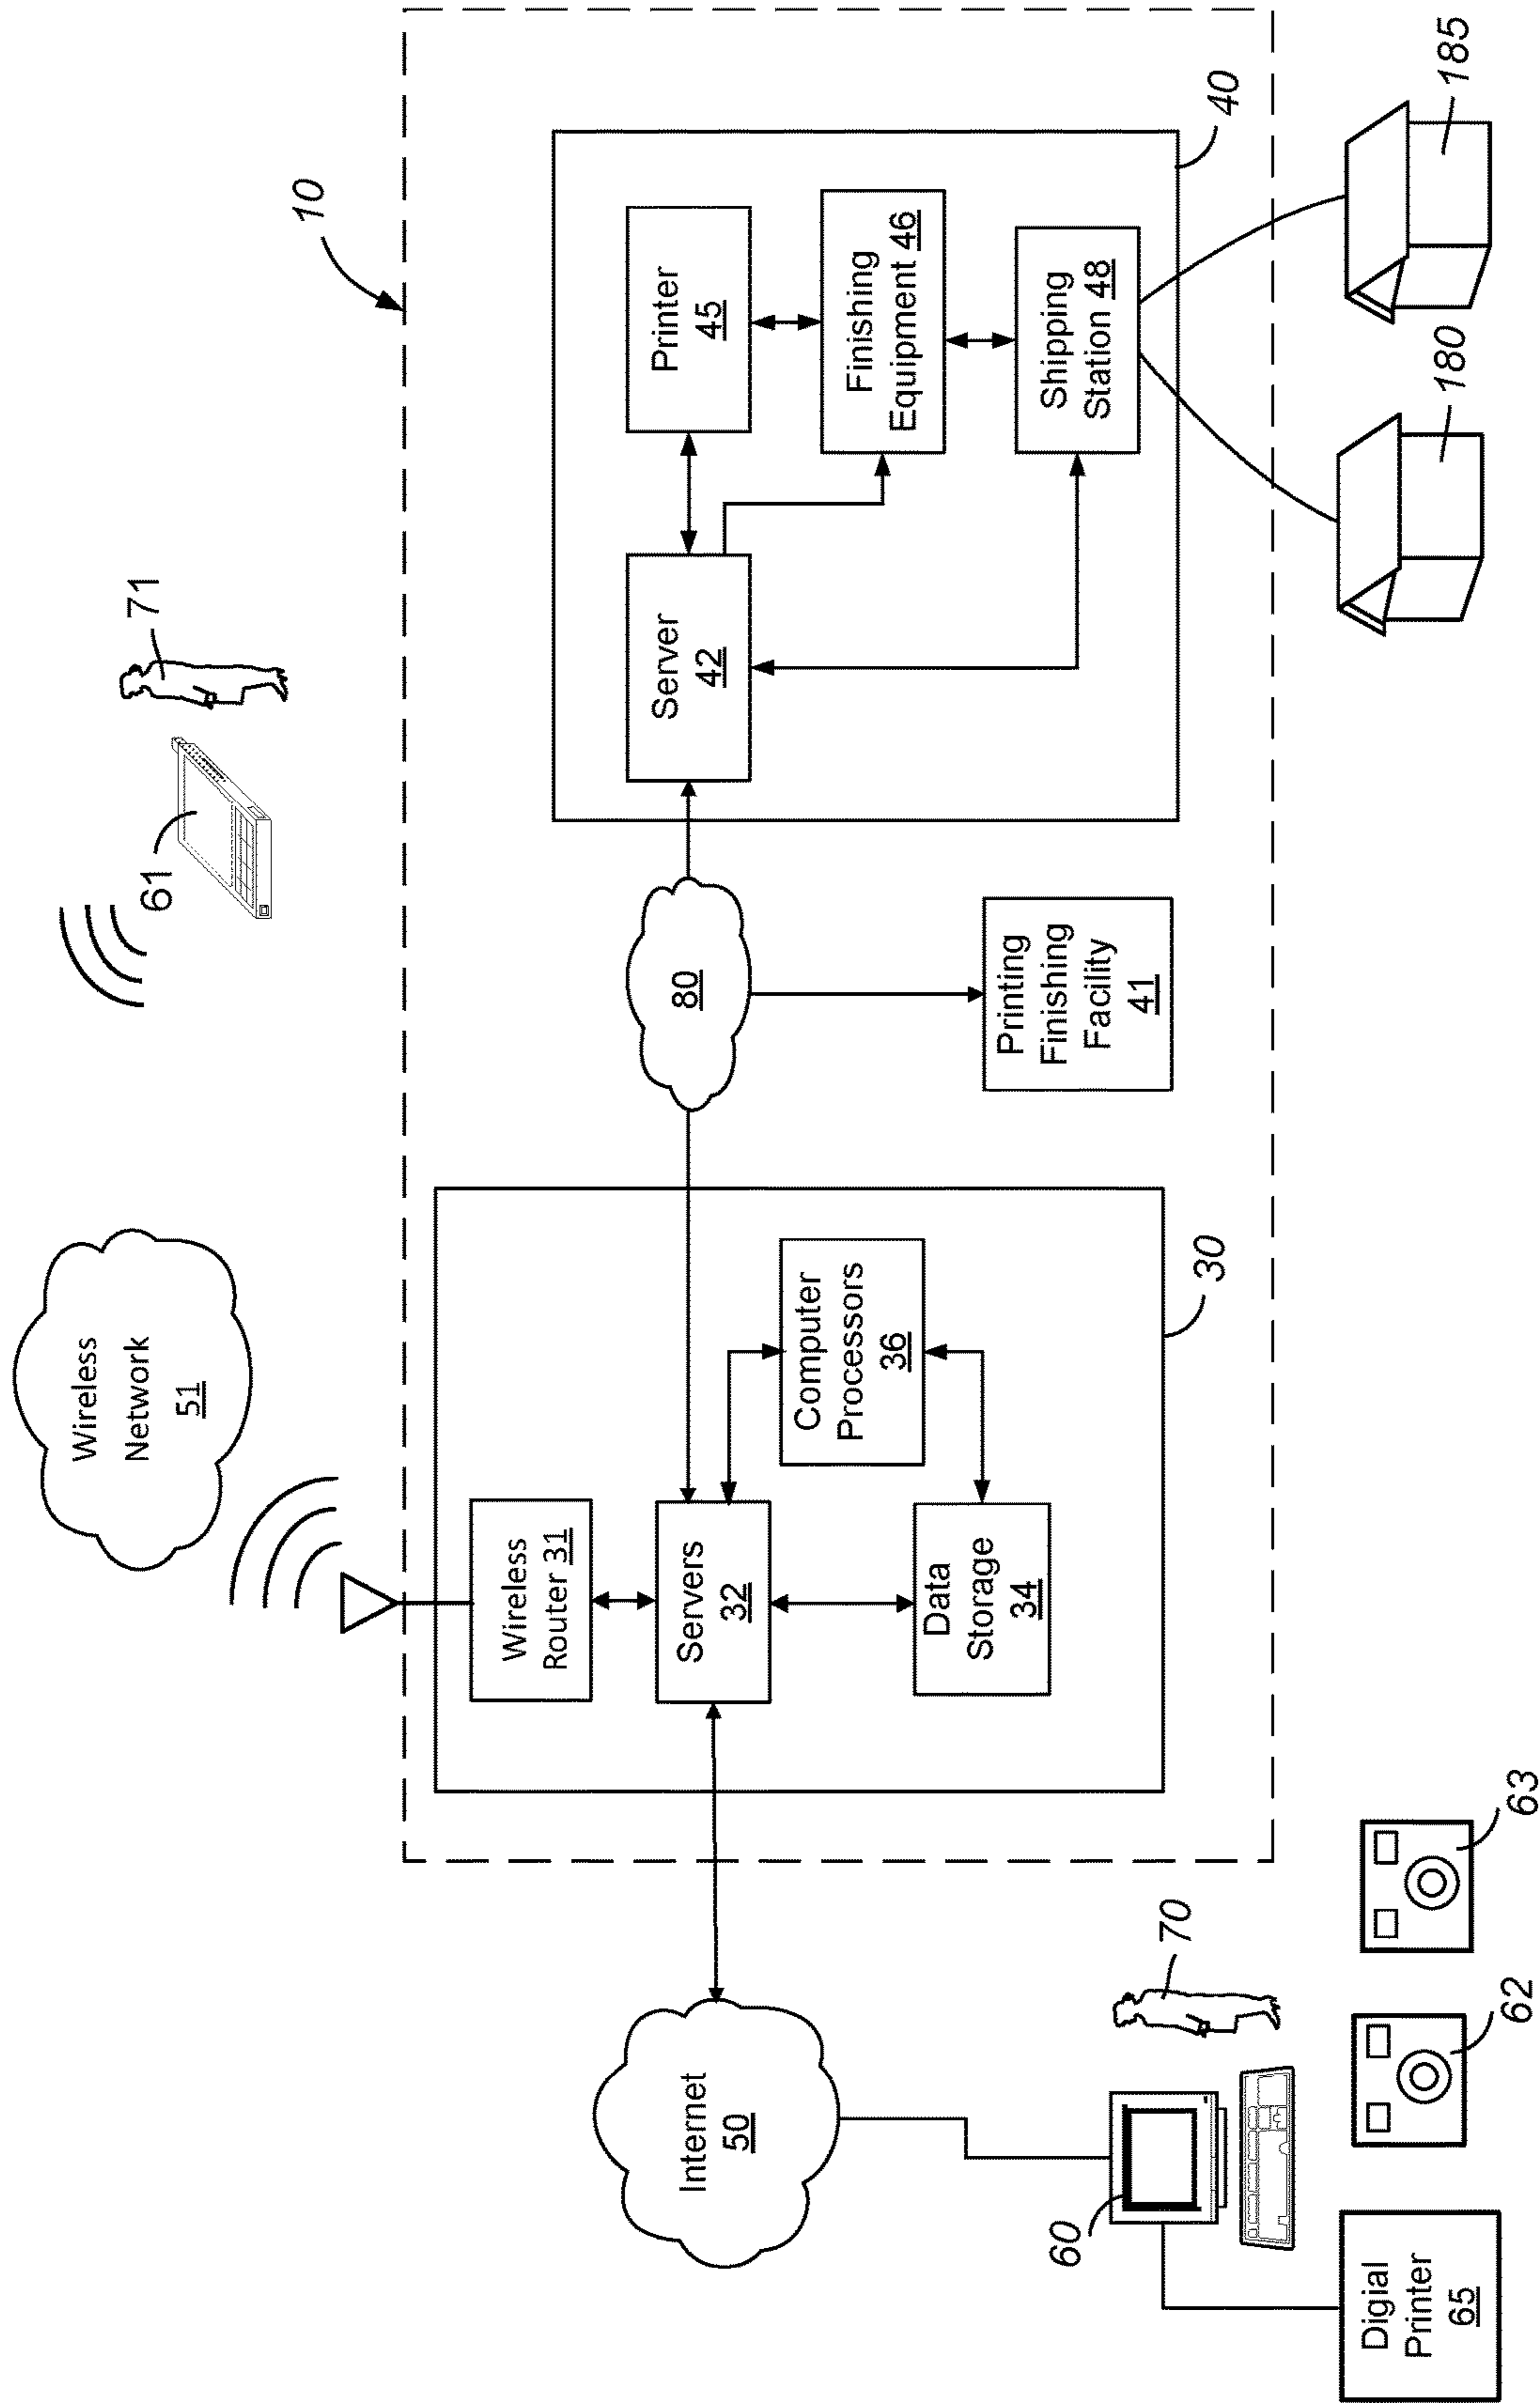 10
71
61
Wireless
Network
51
Wireless
Router 31
Servers
32
Computer
Processors
36
Data
Storage
34
30
80
Printing
Finishing
Facility
41
Server
42
Printer
45
Finishing
Equipment 46
Shipping
Station 48
40
Internet
50
60
70
Digial
Printer
65
62
63
180
185